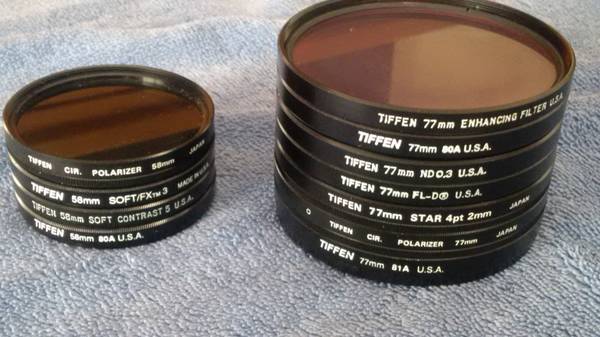 TIFFEN CIR. POLARIZER 58mm JAPAN
TIFFEN 58mm SOFT/FX™ 3 MADE IN U.S.A.
TIFFEN 58mm SOFT CONTRAST 5 U.S.A.
TIFFEN 58mm 80A U.S.A.
TIFFEN 77mm ENHANCING FILTER U.S.A.
TIFFEN 77mm 80A U.S.A.
TIFFEN 77mm ND0.3 U.S.A.
TIFFEN 77mm FL-D® U.S.A.
TIFFEN 77mm STAR 4pt 2mm JAPAN
O TIFFEN CIR. POLARIZER 77mm JAPAN
TIFFEN 77mm 81A U.S.A.